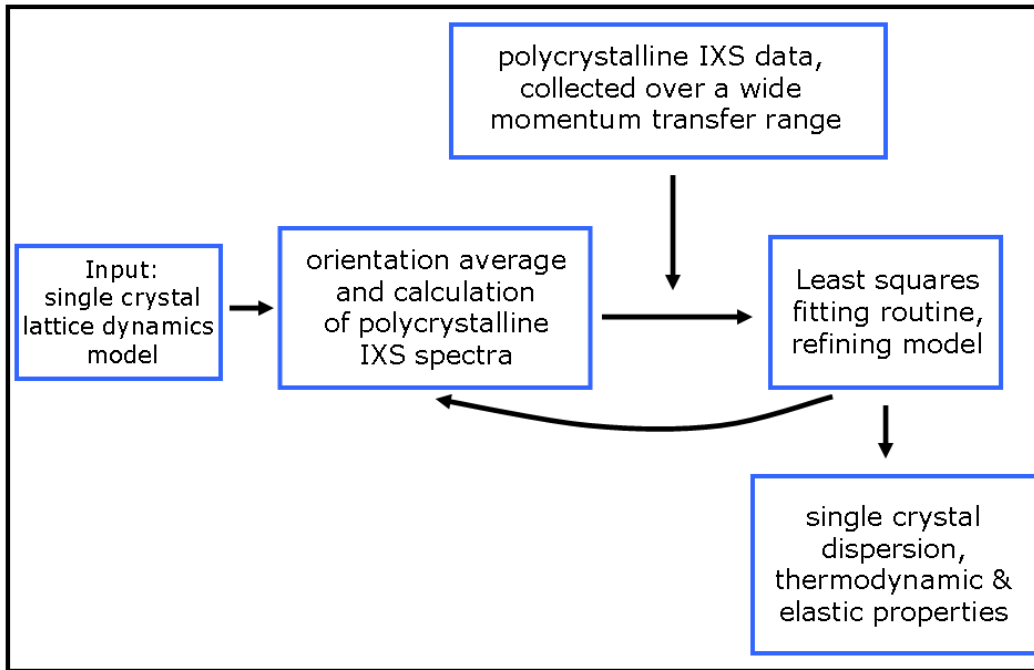 polycrystalline IXS data,
collected over a wide
momentum transfer range
Input:
single crystal
lattice dynamics
model
orientation average
and calculation
of polycrystalline
IXS spectra
Least squares
fitting routine,
refining model
single crystal
dispersion,
thermodynamic &
elastic properties